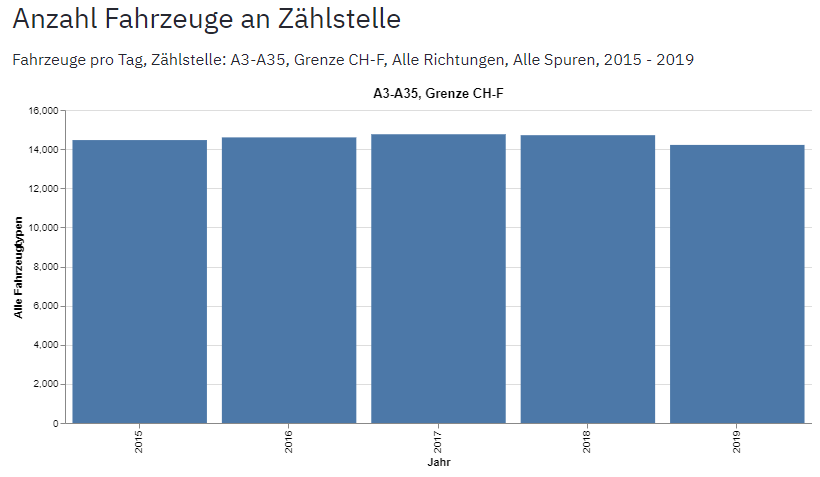 Anzahl Fahrzeuge an Zählstelle
Fahrzeuge pro Tag, Zählstelle: A3-A35, Grenze CH-F, Alle Richtungen, Alle Spuren, 2015 - 2019
A3-A35, Grenze CH-F
16,000
14,000
12,000
10,000
8,000
6,000
4,000
2,000
0
Alle Fahrzeugtypen
2015
2016
2017
2018
2019
Jahr